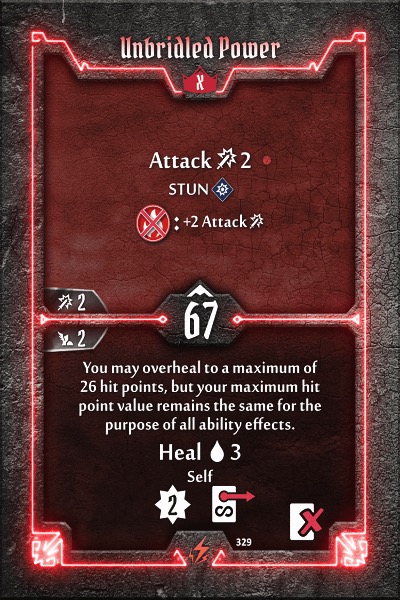 Unbridled Power
X
Attack 2
STUN
: +2 Attack
2
67
2
You may overheal to a maximum of
26 hit points, but your maximum hit
point value remains the same for the
purpose of all ability effects.
Heal 3
Self
2
S
329